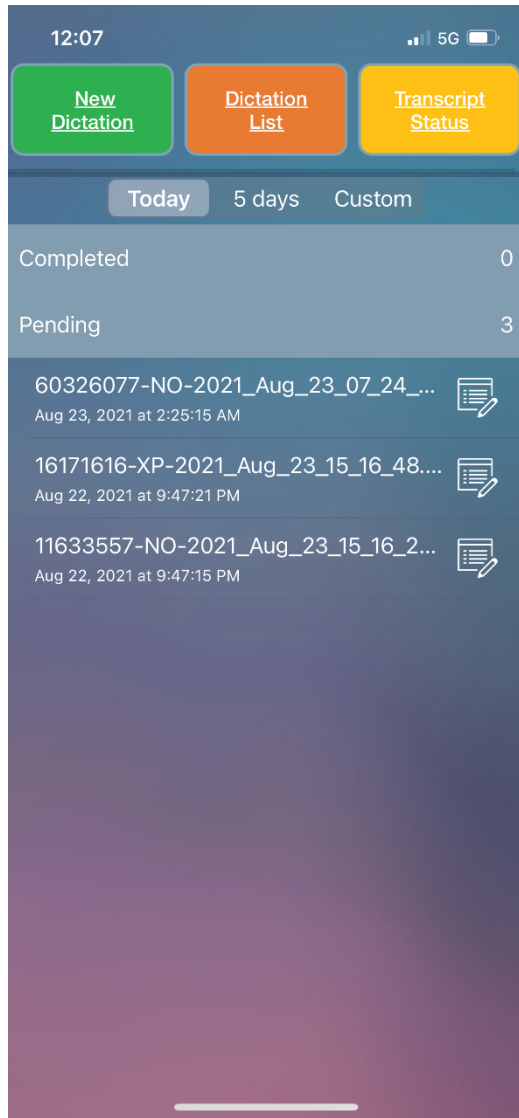 12:07
5G
New
Dictation
Dictation
List
Transcript
Status
Today
5 days
Custom
Completed
0
Pending
3
60326077-NO-2021_Aug_23_07_24_...
Aug 23, 2021 at 2:25:15 AM
16171616-XP-2021_Aug_23_15_16_48....
Aug 22, 2021 at 9:47:21 PM
11633557-NO-2021_Aug_23_15_16_2...
Aug 22, 2021 at 9:47:15 PM